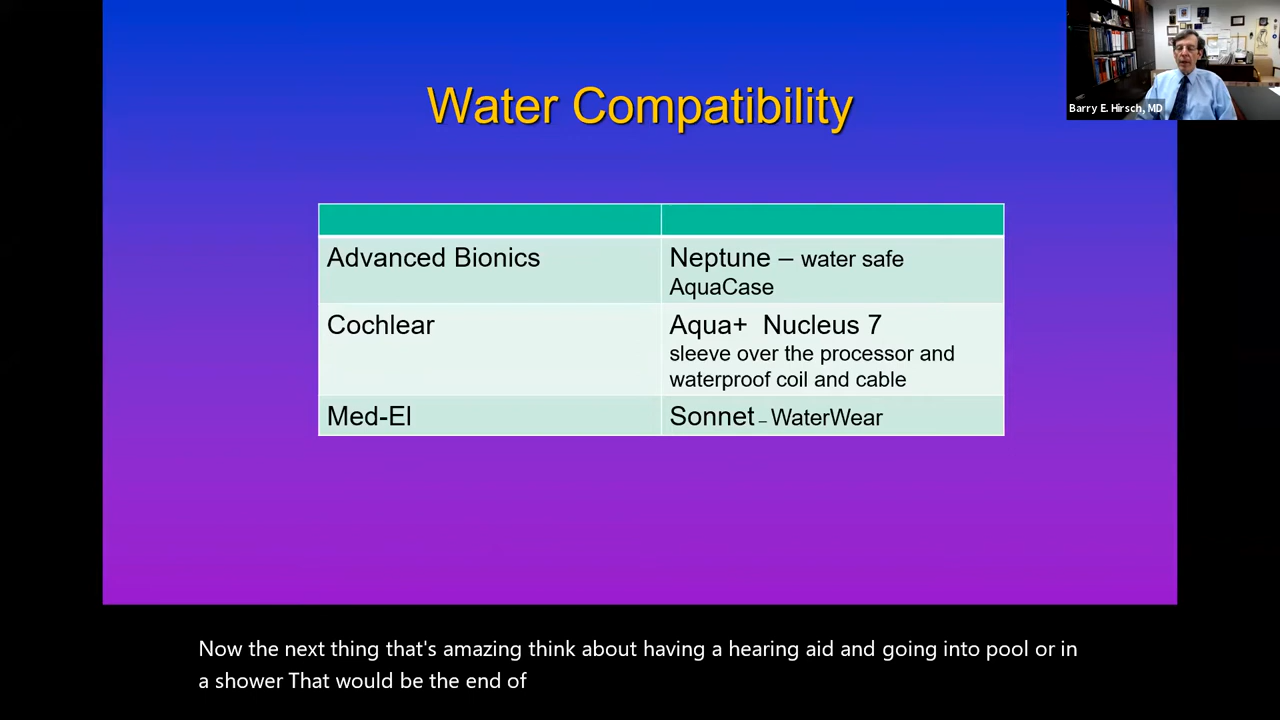 Water Compatibility
Barry E. Hirsch, MD
Advanced Bionics
Neptune – water safe
AquaCase
Cochlear
Aqua+ Nucleus 7
sleeve over the processor and
waterproof coil and cable
Med-El
Sonnet – WaterWear
Now the next thing that's amazing think about having a hearing aid and going into pool or in
a shower That would be the end of